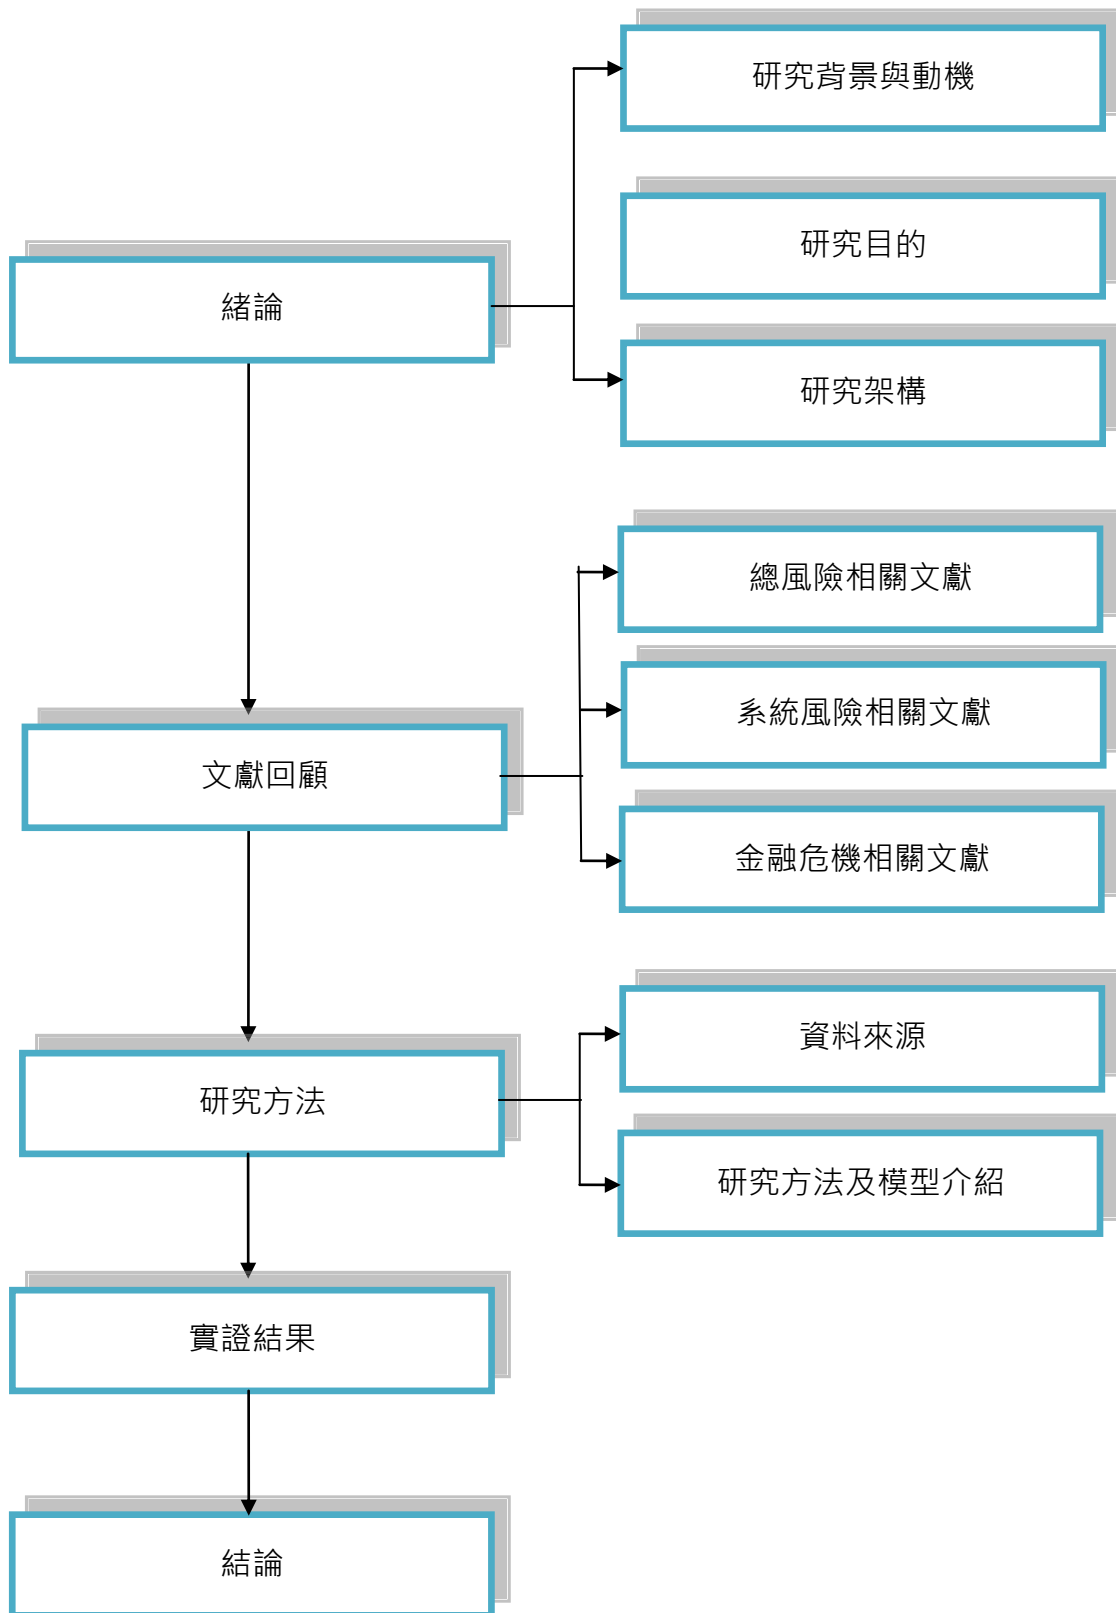 緒論
研究背景與動機
研究目的
研究架構
文獻回顧
總風險相關文獻
系統風險相關文獻
金融危機相關文獻
研究方法
資料來源
研究方法及模型介紹
實證結果
結論